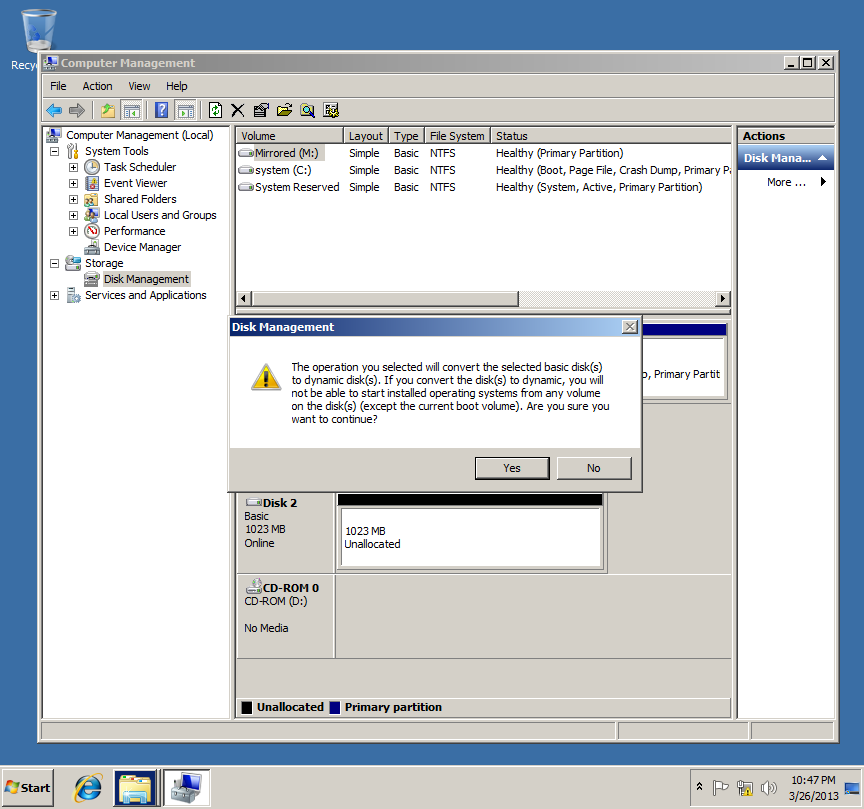 Recyc
Computer Management
File Action View Help
Computer Management (Local)
System Tools
Task Scheduler
Event Viewer
Shared Folders
Local Users and Groups
Performance
Device Manager
Storage
Disk Management
Services and Applications
Volume Layout Type File System Status
Mirrored (M:) Simple Basic NTFS Healthy (Primary Partition)
system (C:) Simple Basic NTFS Healthy (Boot, Page File, Crash Dump, Primary Pa
System Reserved Simple Basic NTFS Healthy (System, Active, Primary Partition)
Actions
Disk Mana...
More ...
Disk Management
The operation you selected will convert the selected basic disk(s)
to dynamic disk(s). If you convert the disk(s) to dynamic, you will
not be able to start installed operating systems from any volume
on the disk(s) (except the current boot volume). Are you sure you
want to continue?
Yes No
, Primary Partit
Disk 2
Basic
1023 MB
Online
1023 MB
Unallocated
CD-ROM 0
CD-ROM (D:)
No Media
Unallocated Primary partition
Start
10:47 PM
3/26/2013